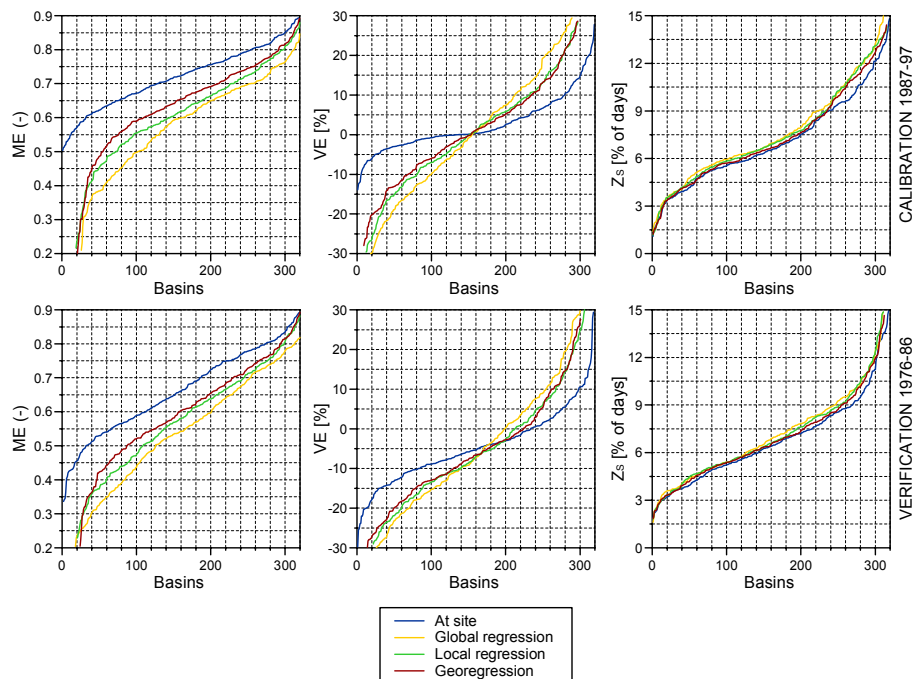 0.9
0.8
0.7
0.6
0.5
0.4
0.3
0.2
ME (-)
0 100 200 300
Basins
30
20
10
0
-10
-20
-30
VE [%]
0 100 200 300
Basins
15
12
9
6
3
0
Zs [% of days]
0 100 200 300
Basins
CALIBRATION 1987-97
0.9
0.8
0.7
0.6
0.5
0.4
0.3
0.2
ME (-)
0 100 200 300
Basins
30
20
10
0
-10
-20
-30
VE [%]
0 100 200 300
Basins
15
12
9
6
3
0
Zs [% of days]
0 100 200 300
Basins
VERIFICATION 1976-86
At site
Global regression
Local regression
Georegression